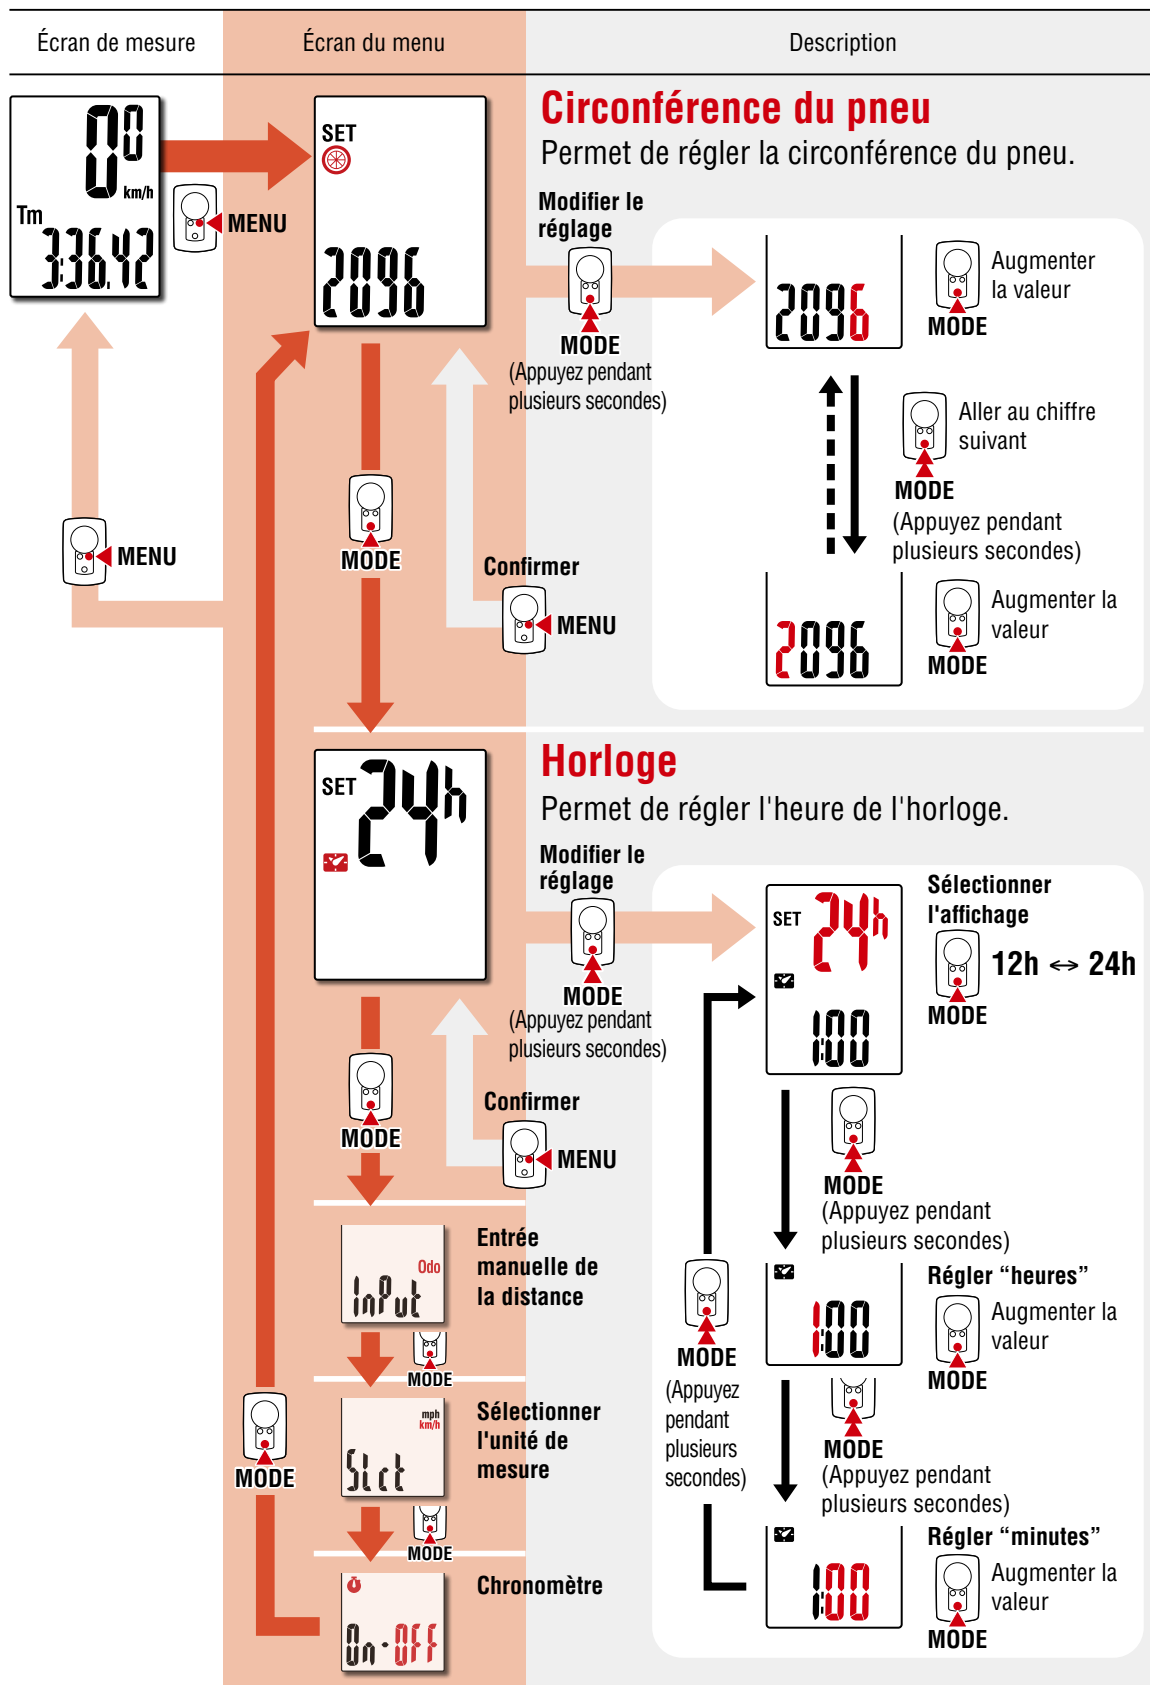 Écran de mesure
Écran du menu
Description
0.0
km/h
Tm
3:36.42
MENU
SET
2096
Circonférence du pneu
Permet de régler la circonférence du pneu.
Modifier le
réglage
MODE
(Appuyez pendant
plusieurs secondes)
2096
Augmenter
la valeur
MODE
Aller au chiffre
suivant
MODE
(Appuyez pendant
plusieurs secondes)
2096
Augmenter la
valeur
MODE
MENU
MODE
Confirmer
MENU
SET
24h
Horloge
Permet de régler l'heure de l'horloge.
Modifier le
réglage
MODE
(Appuyez pendant
plusieurs secondes)
SET
24h
1:00
Sélectionner
l'affichage
12h ↔ 24h
MODE
MODE
(Appuyez pendant
plusieurs secondes)
1:00
Régler “heures”
Augmenter la
valeur
MODE
MODE
(Appuyez pendant
plusieurs secondes)
1:00
Régler “minutes”
Augmenter la
valeur
MODE
MODE
(Appuyez
pendant
plusieurs
secondes)
MODE
Confirmer
MENU
Odo
InPut
Entrée
manuelle de
la distance
MODE
mph
km/h
Slct
Sélectionner
l'unité de
mesure
MODE
On-OFF
Chronomètre
MODE